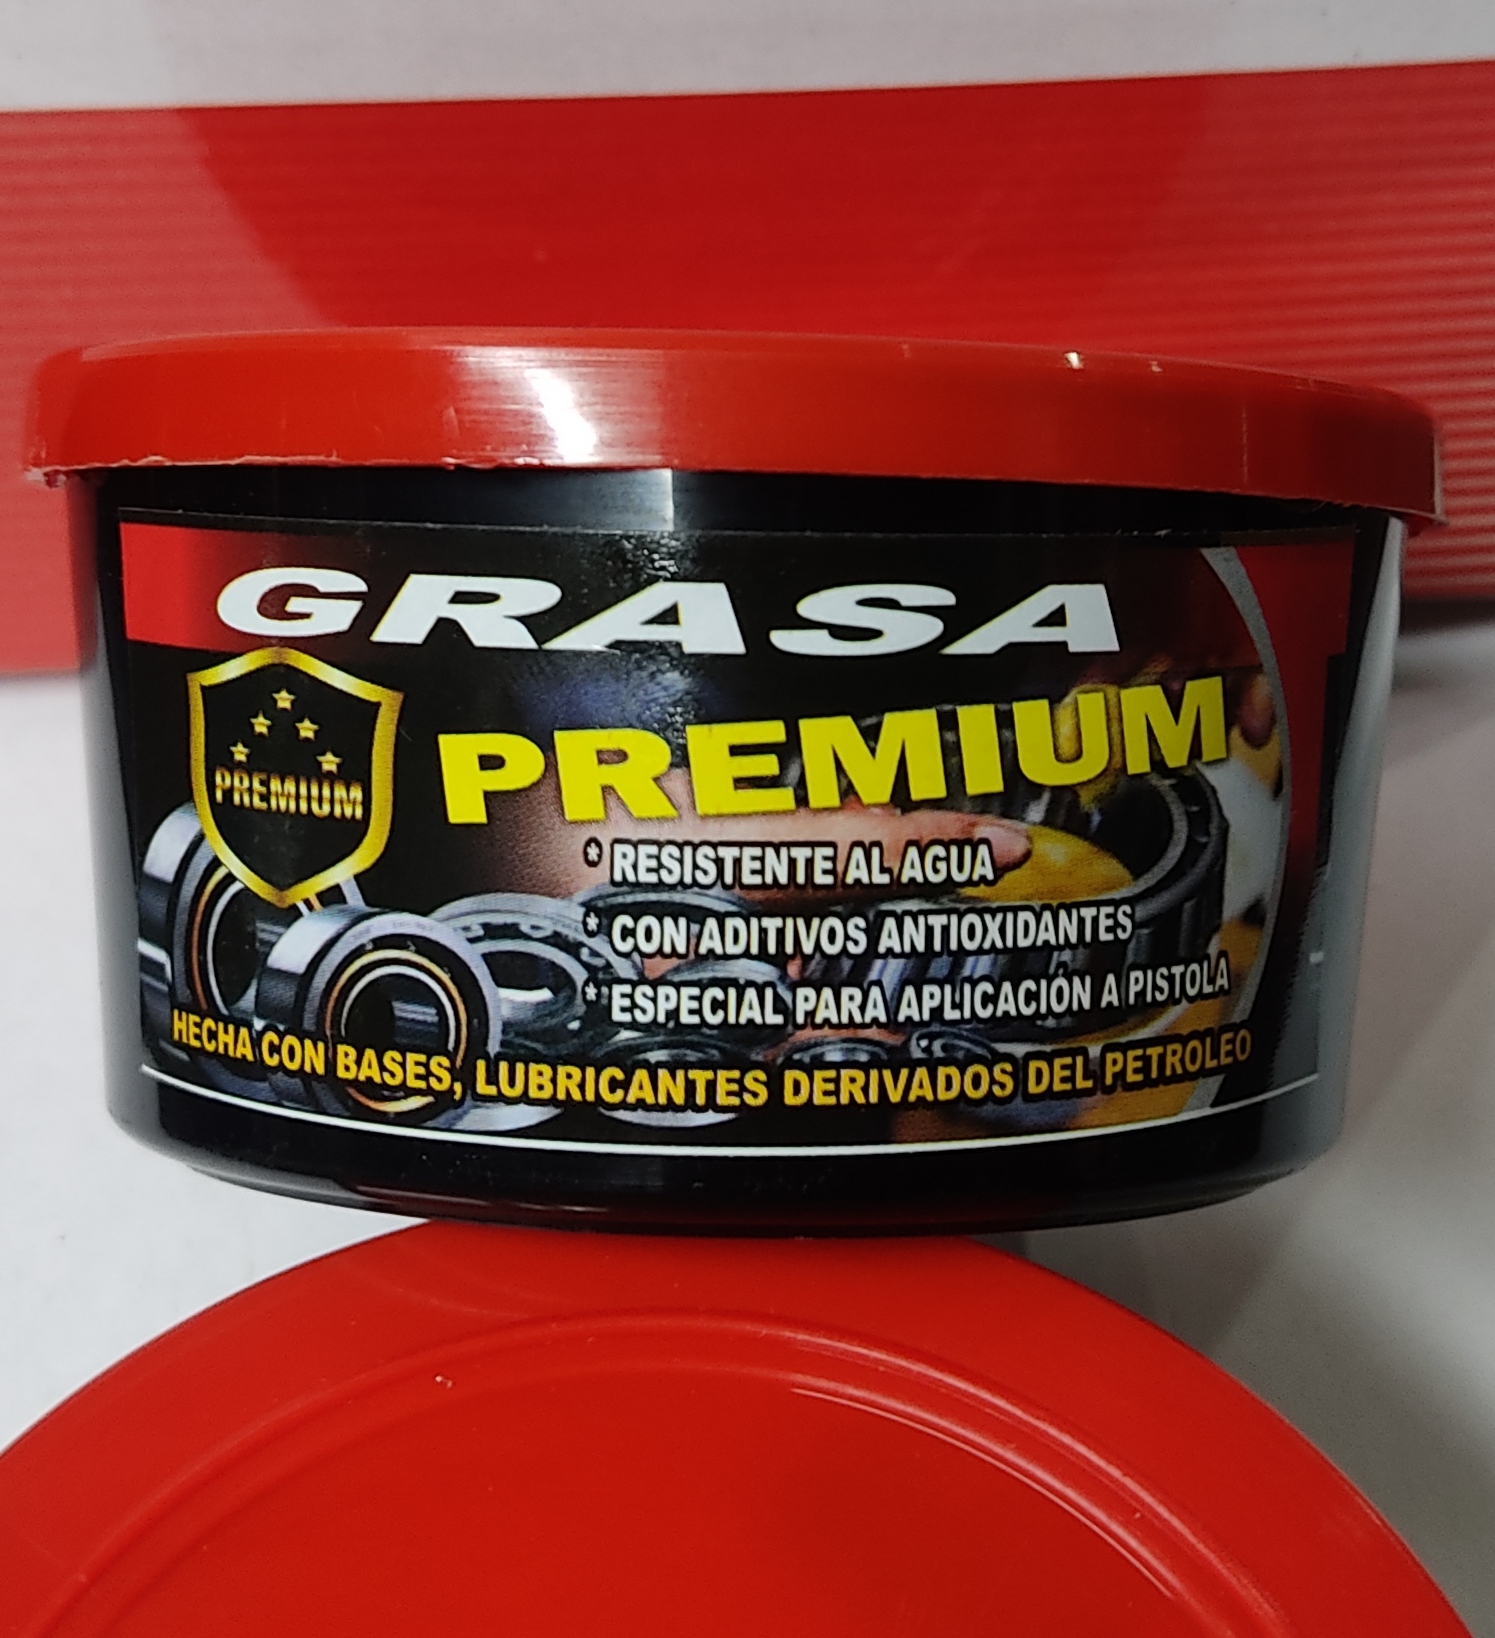 GRASA
PREMIUM
PREMIUM
* RESISTENTE AL AGUA
* CON ADITIVOS ANTIOXIDANTES
* ESPECIAL PARA APLICACIÓN A PISTOLA
HECHA CON BASES, LUBRICANTES DERIVADOS DEL PETROLEO